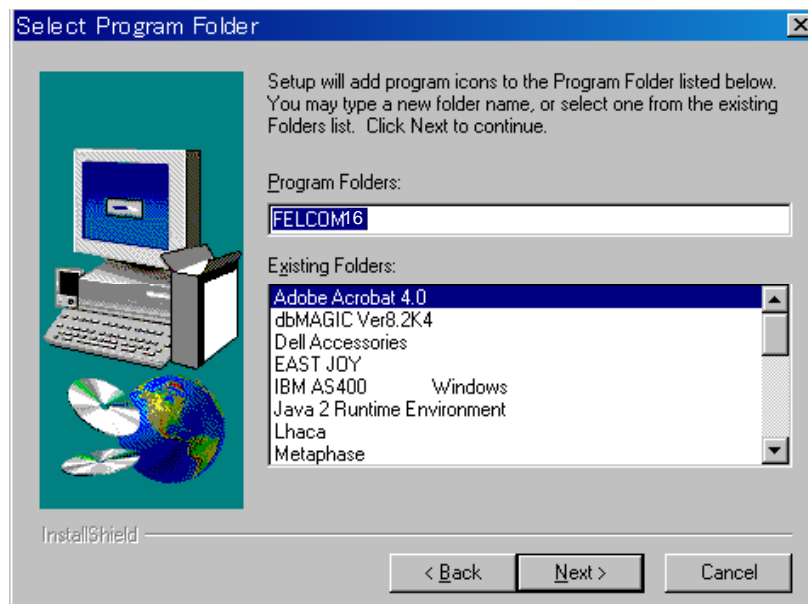 Select Program Folder
Setup will add program icons to the Program Folder listed below.
You may type a new folder name, or select one from the existing
Folders list. Click Next to continue.
Program Folders:
FELCOM16
Existing Folders:
Adobe Acrobat 4.0
dbMAGIC Ver8.2K4
Dell Accessories
EAST JOY
IBM AS400 Windows
Java 2 Runtime Environment
Lhaca
Metaphase
InstallShield
< Back Next > Cancel